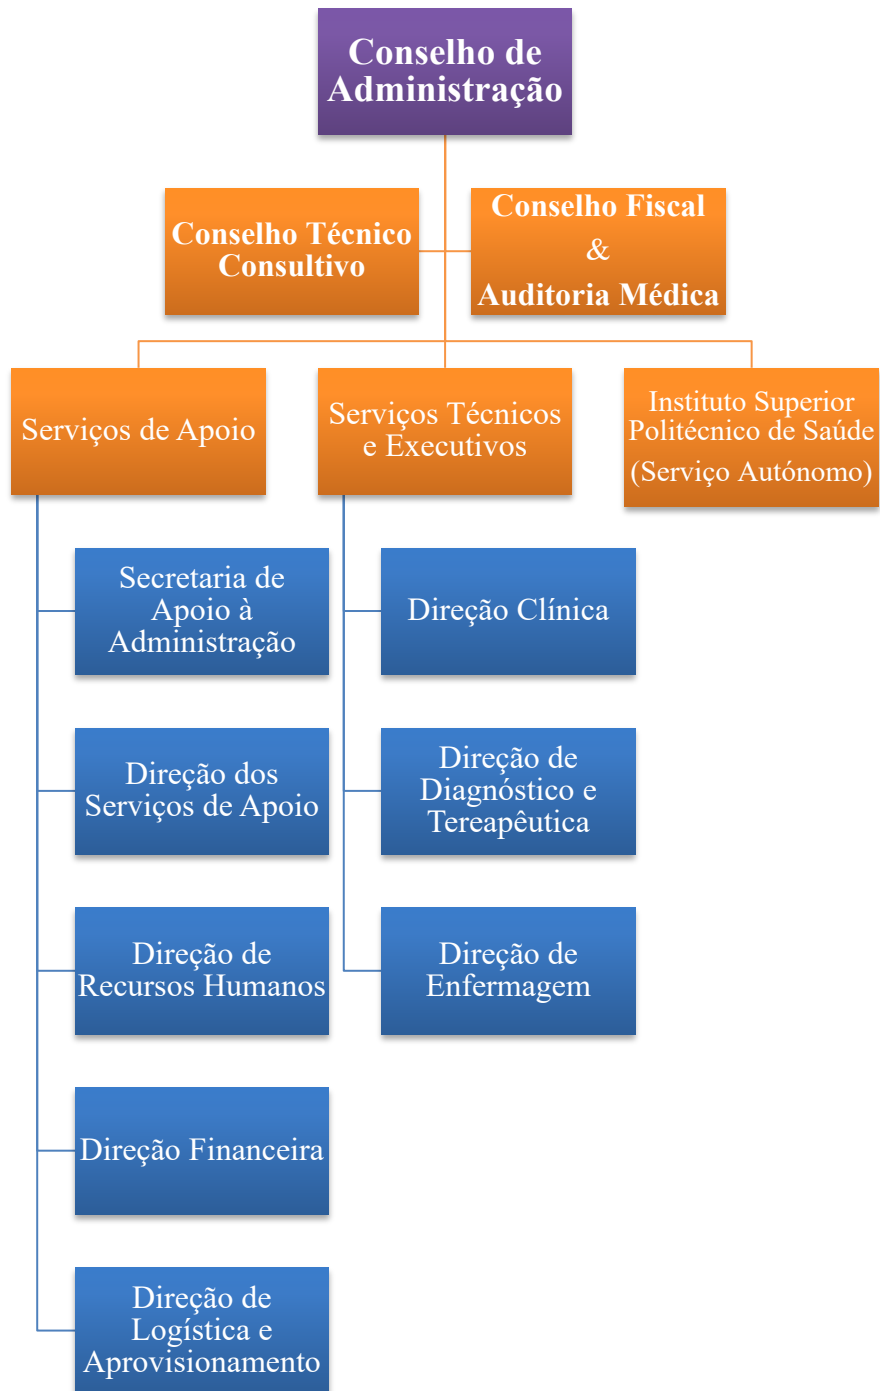 Conselho de
Administração
Conselho Técnico
Consultivo
Conselho Fiscal
&
Auditoria Médica
Serviços de Apoio
Serviços Técnicos
e Executivos
Instituto Superior
Politécnico de Saúde
(Serviço Autónomo)
Secretaria de
Apoio à
Administração
Direção Clínica
Direção dos
Serviços de Apoio
Direção de
Diagnóstico e
Tereapêutica
Direção de
Recursos Humanos
Direção de
Enfermagem
Direção Financeira
Direção de
Logística e
Aprovisionamento